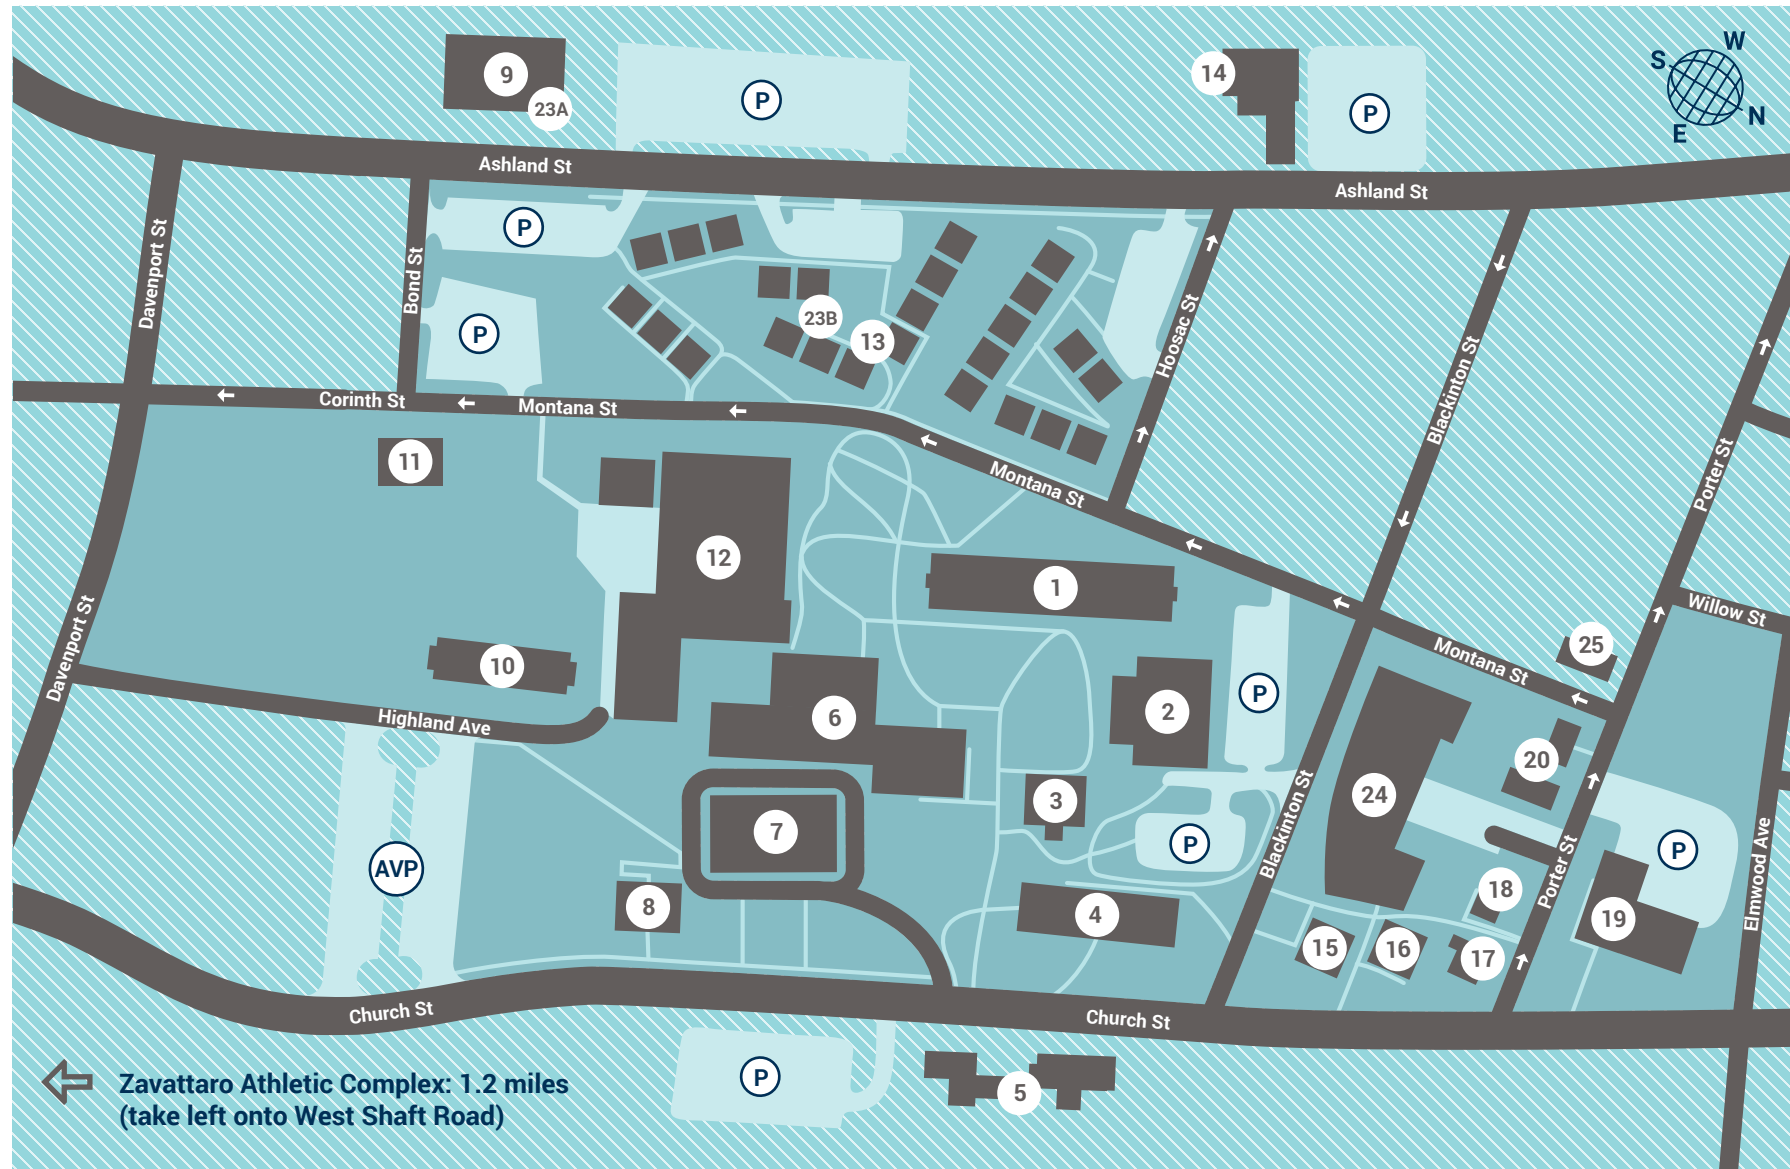 W
S
N
E
9
23A
P
14
P
Ashland St
Ashland St
P
Davenport St
Bond St
P
23B
13
Hoosac St
Blackinton St
Porter St
Corinth St
Montana St
11
Montana St
12
1
Willow St
25
Montana St
10
Davenport St
Highland Ave
6
2
P
20
24
3
7
P
P
Blackinton St
Porter St
Elmwood Ave
AVP
8
4
18
19
15
16
17
Church St
Church St
P
5
Zavattaro Athletic Complex: 1.2 miles
(take left onto West Shaft Road)